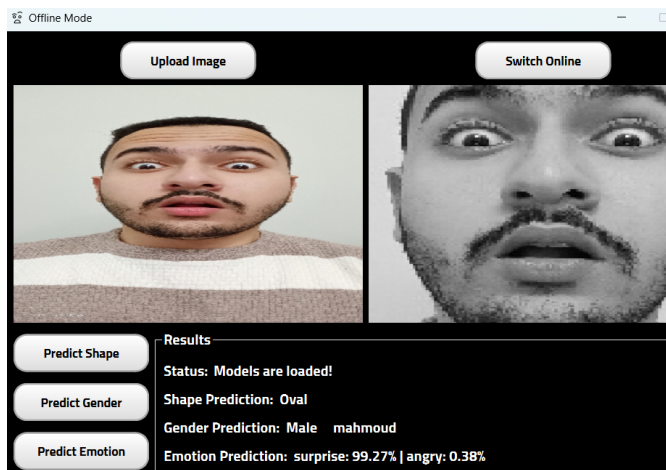 Offline Mode
Upload Image
Switch Online
Predict Shape
Predict Gender
Predict Emotion
Results
Status: Models are loaded!
Shape Prediction: Oval
Gender Prediction: Male mahmoud
Emotion Prediction: surprise: 99.27% | angry: 0.38%